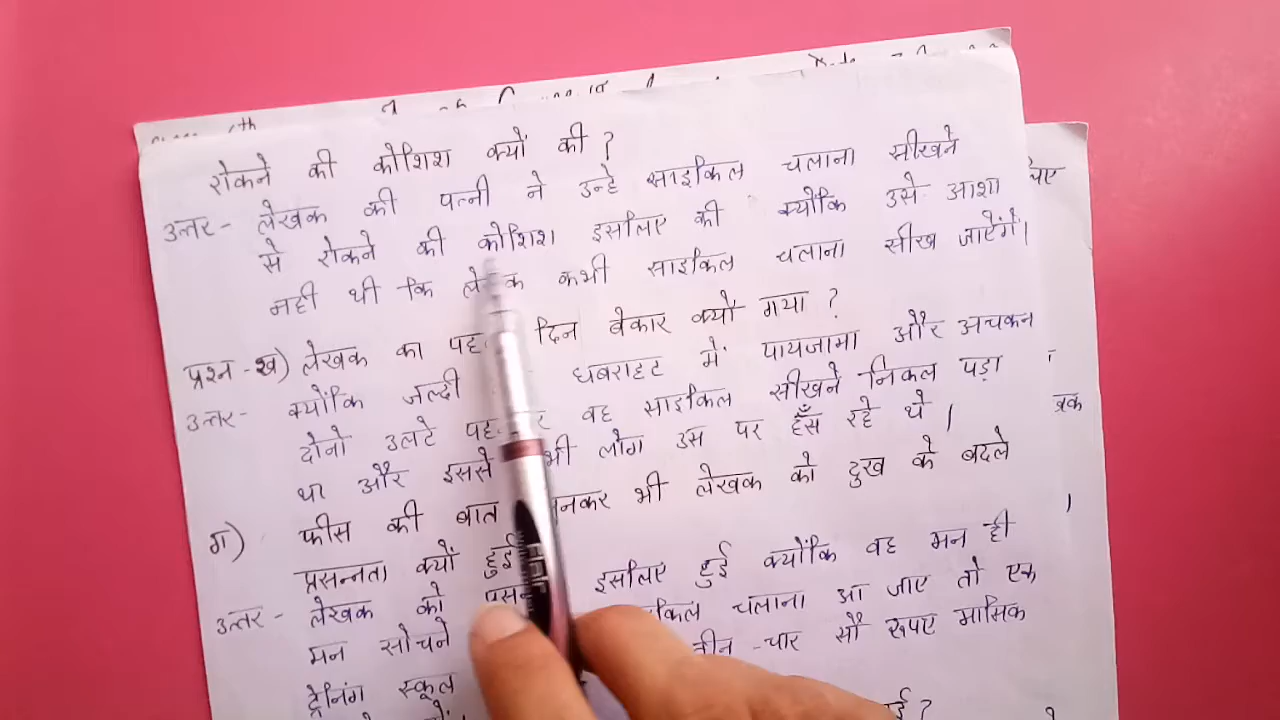 रोकने की कोशिश क्यों की ?
उत्तर- लेखक की पत्नी ने उन्हे साइकिल चलाना सीखने
से रोकने की कोशिश इसलिए की क्योंकि उसे आशा
नही थी कि कभी साइकिल चलाना सीख जाएेगें।
प्रश्न -ख) लेखक का दिन बेकार क्यों गया ?
उत्तर- क्योंकि जल्दी घबराहट में पायजामा और अचकन
दोनो उलटे वह साइकिल सीखने निकल पड़ा
था और इससे लोग उस पर हँस रहे थे।
ग) फीस की बात भी लेखक को दुख के बदले
प्रसन्नता क्यों हुई
उत्तर- लेखक को इसलिए हुई क्योंकि वह मन ही
मन सोचने चलाना आ जाए तो एक
ट्रेनिंग स्कूल -चार सौ रूपए मासिक
लिए